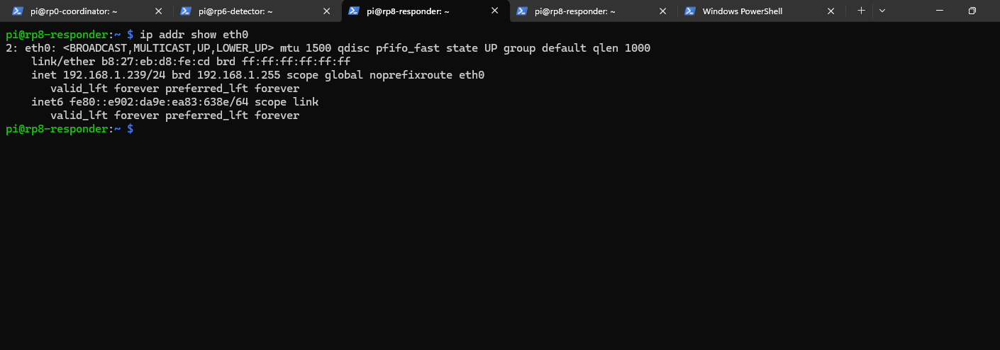 pi@rp0-coordinator: ~
pi@rp6-detector: ~
pi@rp8-responder: ~
pi@rp8-responder: ~
Windows PowerShell
pi@rp8-responder:~ $ ip addr show eth0
2: eth0: <BROADCAST,MULTICAST,UP,LOWER_UP> mtu 1500 qdisc pfifo_fast state UP group default qlen 1000
    link/ether b8:27:eb:d8:fe:cd brd ff:ff:ff:ff:ff:ff
    inet 192.168.1.239/24 brd 192.168.1.255 scope global noprefixroute eth0
       valid_lft forever preferred_lft forever
    inet6 fe80::e902:da9e:ea83:638e/64 scope link
       valid_lft forever preferred_lft forever
pi@rp8-responder:~ $